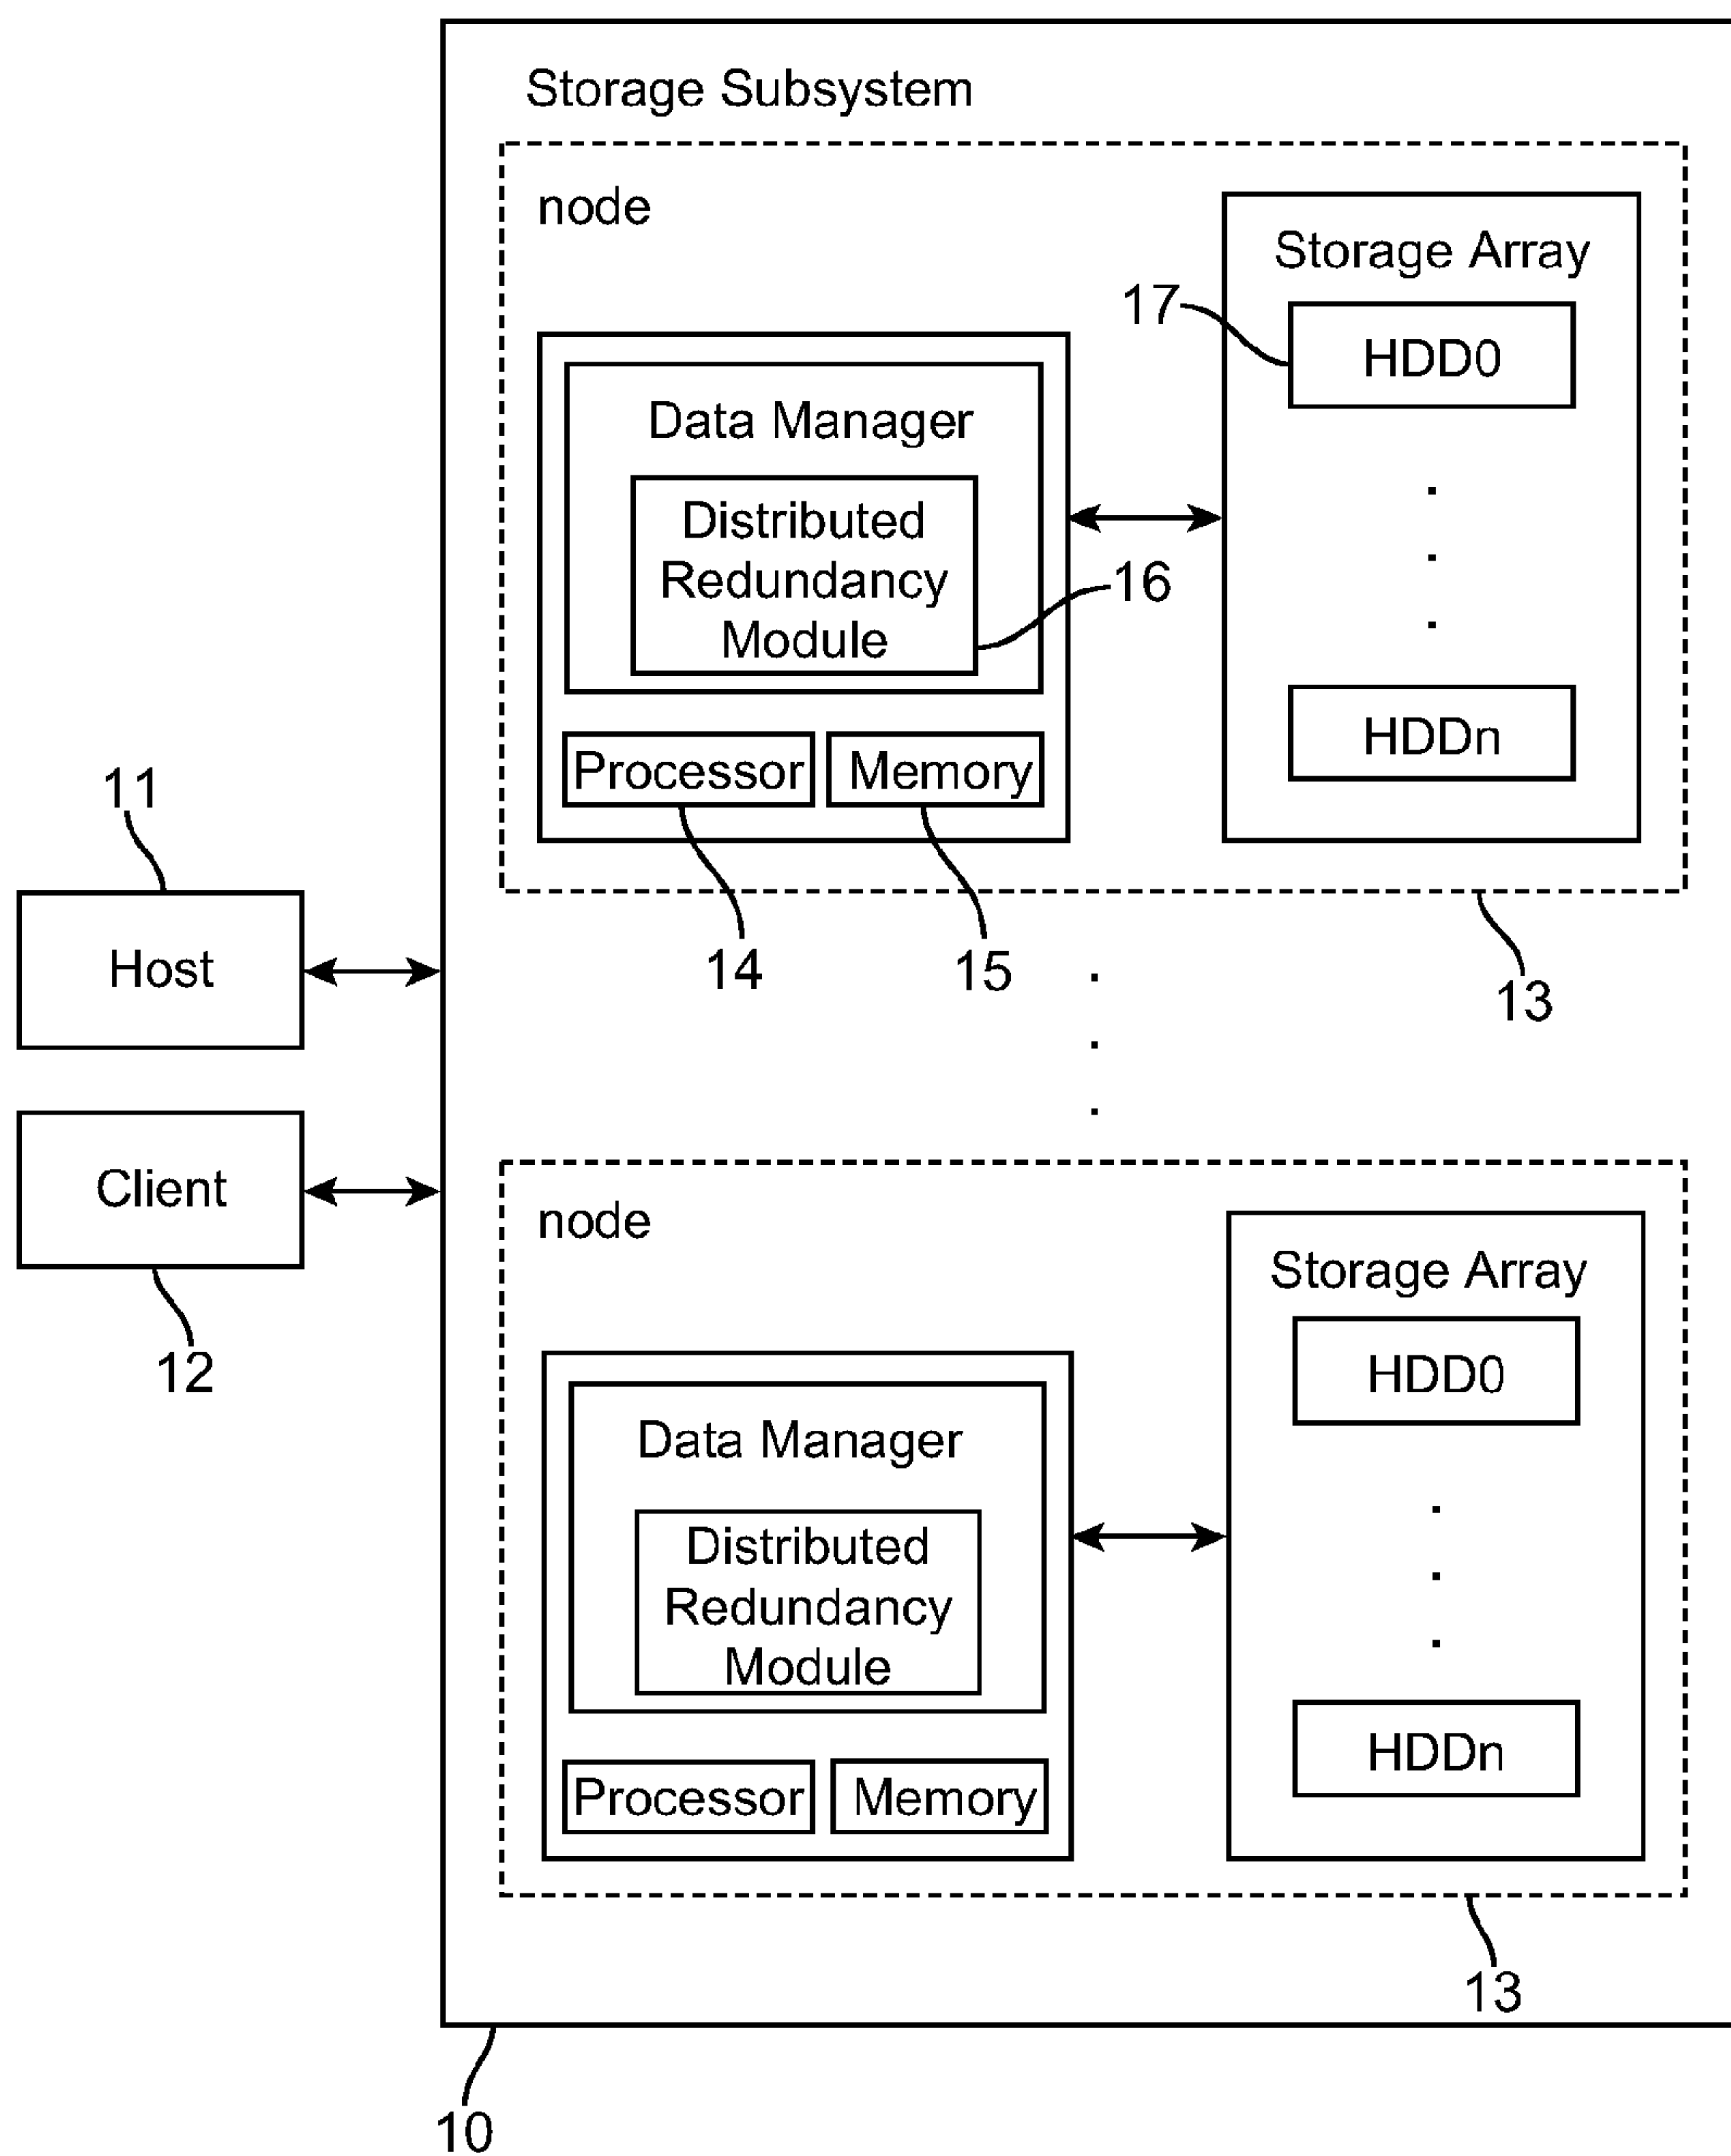 Storage Subsystem
node
Storage Array
17
HDD0
Data Manager
Distributed
Redundancy
Module
16
HDDn
Processor
Memory
11
14
15
13
Host
Client
12
node
Storage Array
HDD0
Data Manager
Distributed
Redundancy
Module
HDDn
Processor
Memory
13
10